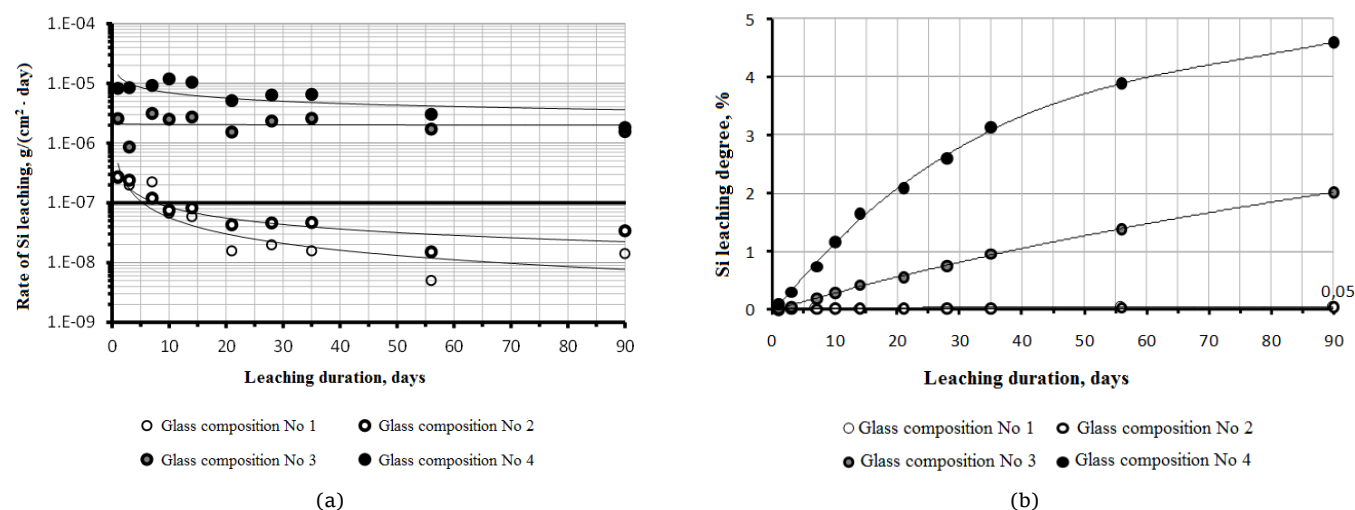 (a)
Rate of Si leaching, g/(cm² · day)
1.E-04
1.E-05
1.E-06
1.E-07
1.E-08
1.E-09
0 10 20 30 40 50 60 70 80 90
Leaching duration, days
Glass composition No 1 Glass composition No 2
Glass composition No 3 Glass composition No 4
(a)
(b)
Si leaching degree, %
5
4
3
2
1
0
0,05
0 10 20 30 40 50 60 70 80 90
Leaching duration, days
Glass composition No 1 Glass composition No 2
Glass composition No 3 Glass composition No 4
(b)